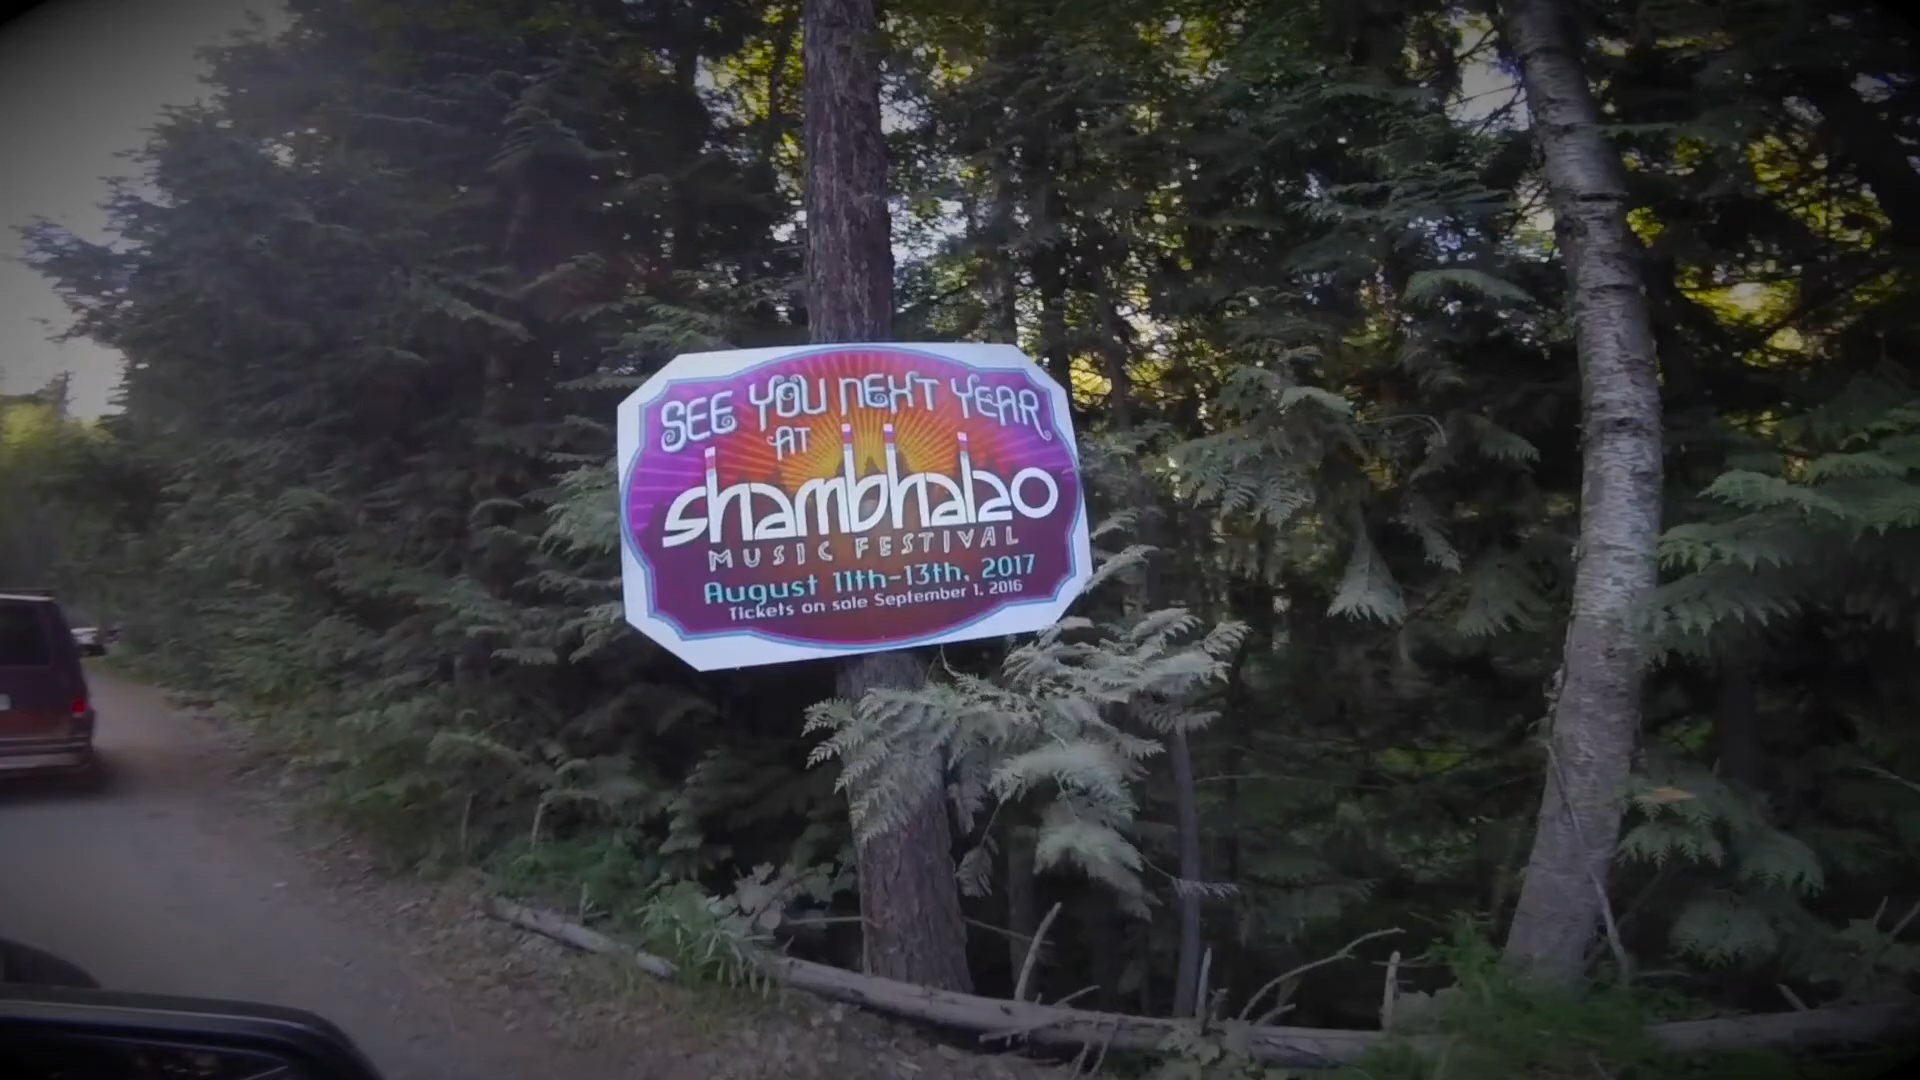 SEE YOU NEXT YEAR
AT
shambhala20
MUSIC FESTIVAL
August 11th-13th, 2017
Tickets on sale September 1, 2016